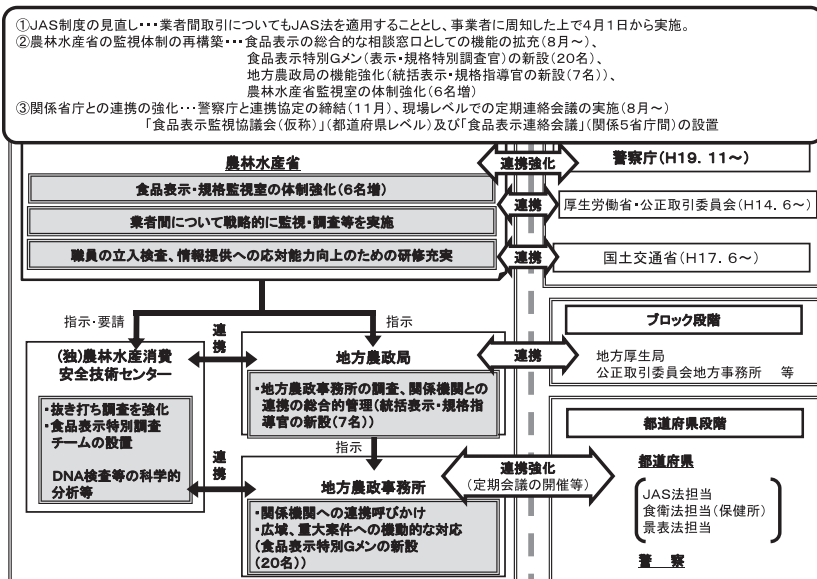 ①JAS制度の見直し・・・業者間取引についてもJAS法を適用することとし、事業者に周知した上で4月1日から実施。
②農林水産省の監視体制の再構築・・・食品表示の総合的な相談窓口としての機能の拡充(8月~)、
食品表示特別Gメン(表示・規格特別調査官)の新設(20名)、
地方農政局の機能強化(統括表示・規格指導官の新設(7名))、
農林水産省監視室の体制強化(6名増)
③関係省庁との連携の強化・・・警察庁と連携協定の締結(11月)、現場レベルでの定期連絡会議の実施(8月~)
「食品表示監視協議会(仮称)」(都道府県レベル)及び「食品表示連絡会議」(関係5省庁間)の設置
農林水産省
食品表示・規格監視室の体制強化(6名増)
業者間について戦略的に監視・調査等を実施
職員の立入検査、情報提供への応対能力向上のための研修充実
連携強化
警察庁(H19.11~)
連携
厚生労働省・公正取引委員会(H14.6~)
連携
国土交通省(H17.6~)
指示・要請
指示
(独)農林水産消費
安全技術センター
・抜き打ち調査を強化
・食品表示特別調査
チームの設置
DNA検査等の科学的
分析等
連携
地方農政局
・地方農政事務所の調査、関係機関との
連携の総合的管理(統括表示・規格指
導官の新設(7名))
連携
ブロック段階
地方厚生局
公正取引委員会地方事務所 等
指示
連携
地方農政事務所
・関係機関への連携呼びかけ
・広域、重大案件への機動的な対応
(食品表示特別Gメンの新設
(20名))
連携強化
(定期会議の開催等)
都道府県段階
都道府県
JAS法担当
食衛法担当(保健所)
景表法担当
警 察